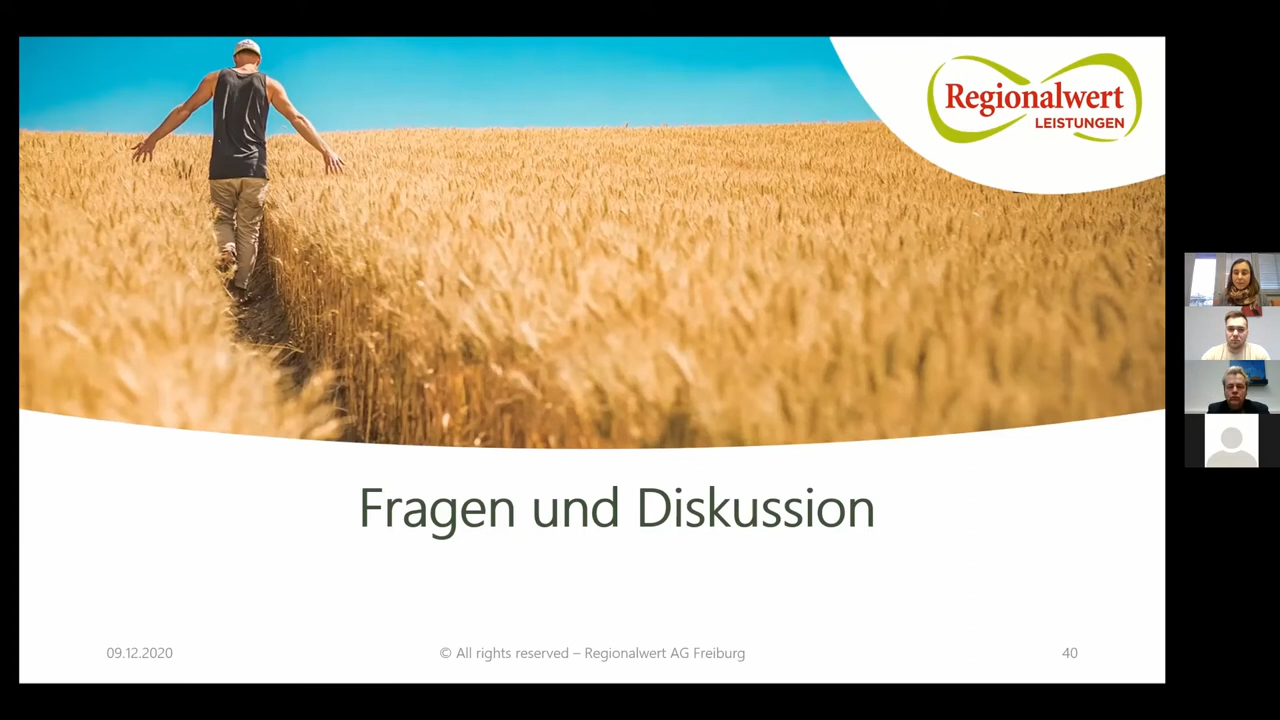 Regionalwert
LEISTUNGEN
Fragen und Diskussion
09.12.2020
© All rights reserved – Regionalwert AG Freiburg
40